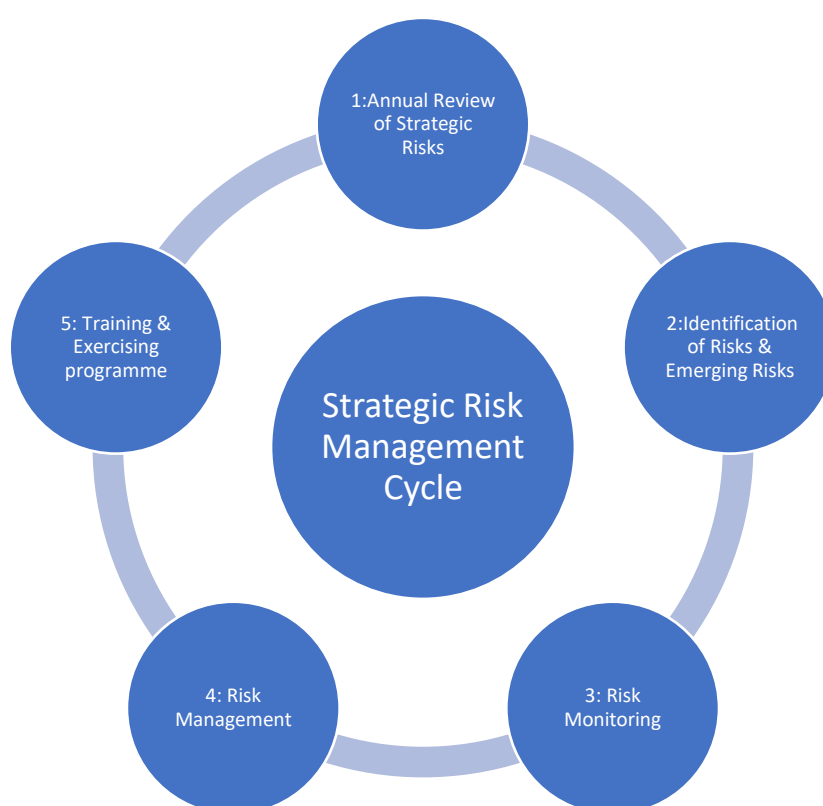 1:Annual Review
of Strategic
Risks
2:Identification
of Risks &
Emerging Risks
3: Risk
Monitoring
4: Risk
Management
5: Training &
Exercising
programme
Strategic Risk
Management
Cycle